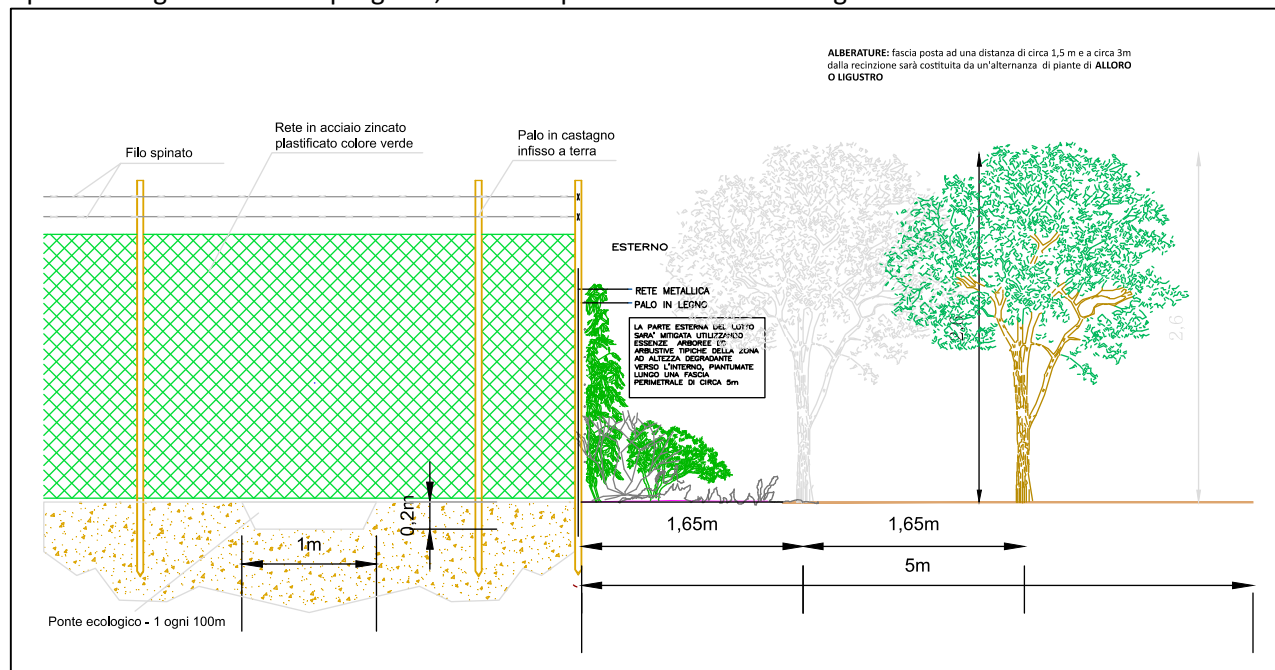 ALBERATURE: fascia posta ad una distanza di circa 1,5 m e a circa 3m
dalla recinzione sarà costituita da un'alternanza di piante di ALLORO
O LIGUSTRO
Rete in acciaio zincato
plastificato colore verde
Palo in castagno
infisso a terra
Filo spinato
ESTERNO
RETE METALLICA
PALO IN LEGNO
LA PARTE ESTERNA DEL LOTTO
SARA' MITIGATA UTILIZZANDO
ESSENZE ARBOREE ED
ARBUSTIVE TIPICHE DELLA ZONA
AD ALTEZZA DEGRADANTE
VERSO L'INTERNO, PIANTUMATE
LUNGO UNA FASCIA
PERIMETRALE DI CIRCA 5m
2.6
0,2m
1m
1,65m
1,65m
5m
Ponte ecologico - 1 ogni 100m